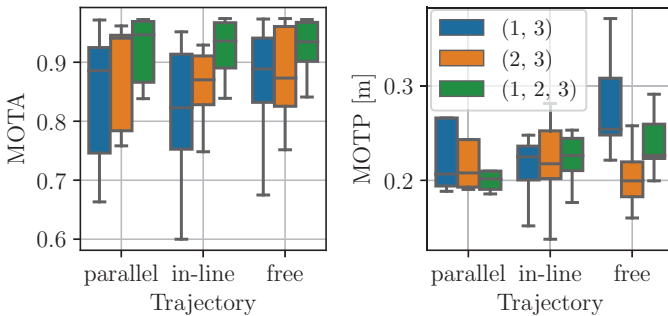 MOTA
0.9
0.8
0.7
0.6
parallel in-line free
Trajectory
MOTP [m]
0.3
0.2
(1, 3)
(2, 3)
(1, 2, 3)
parallel in-line free
Trajectory